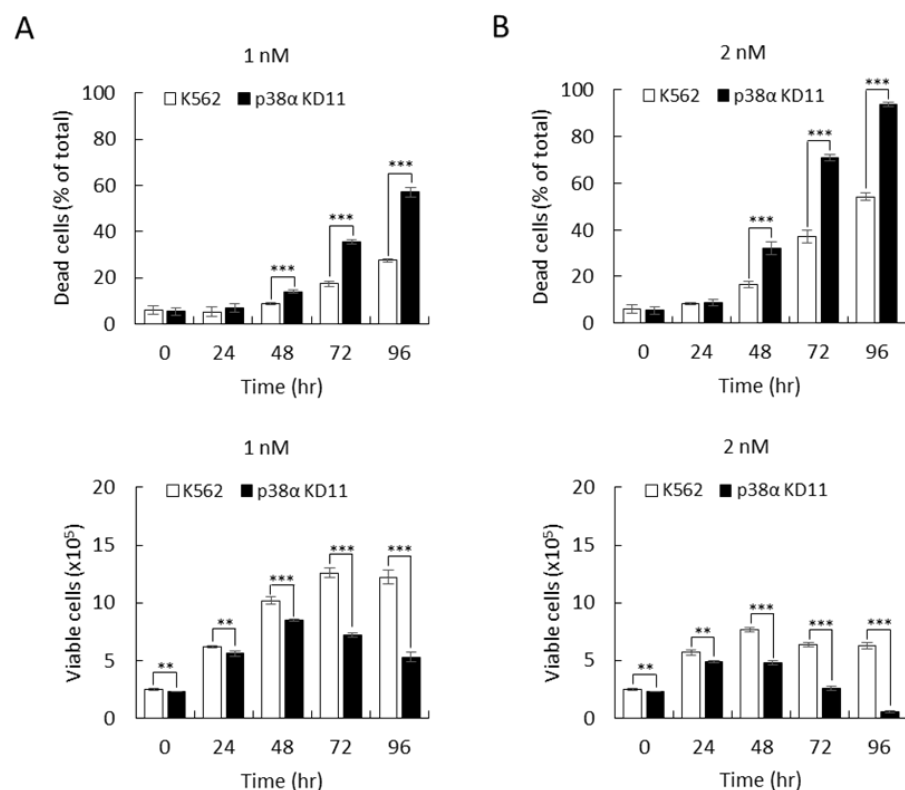 A
1 nM
Dead cells (% of total)
100
80
60
40
20
0
K562 p38α KD11
***
***
***
0 24 48 72 96
Time (hr)
B
2 nM
Dead cells (% of total)
100
80
60
40
20
0
K562 p38α KD11
***
***
***
0 24 48 72 96
Time (hr)
1 nM
Viable cells (x10⁵)
20
15
10
5
0
K562 p38α KD11
** ** *** *** ***
0 24 48 72 96
Time (hr)
2 nM
Viable cells (x10⁵)
20
15
10
5
0
K562 p38α KD11
** ** *** *** ***
0 24 48 72 96
Time (hr)